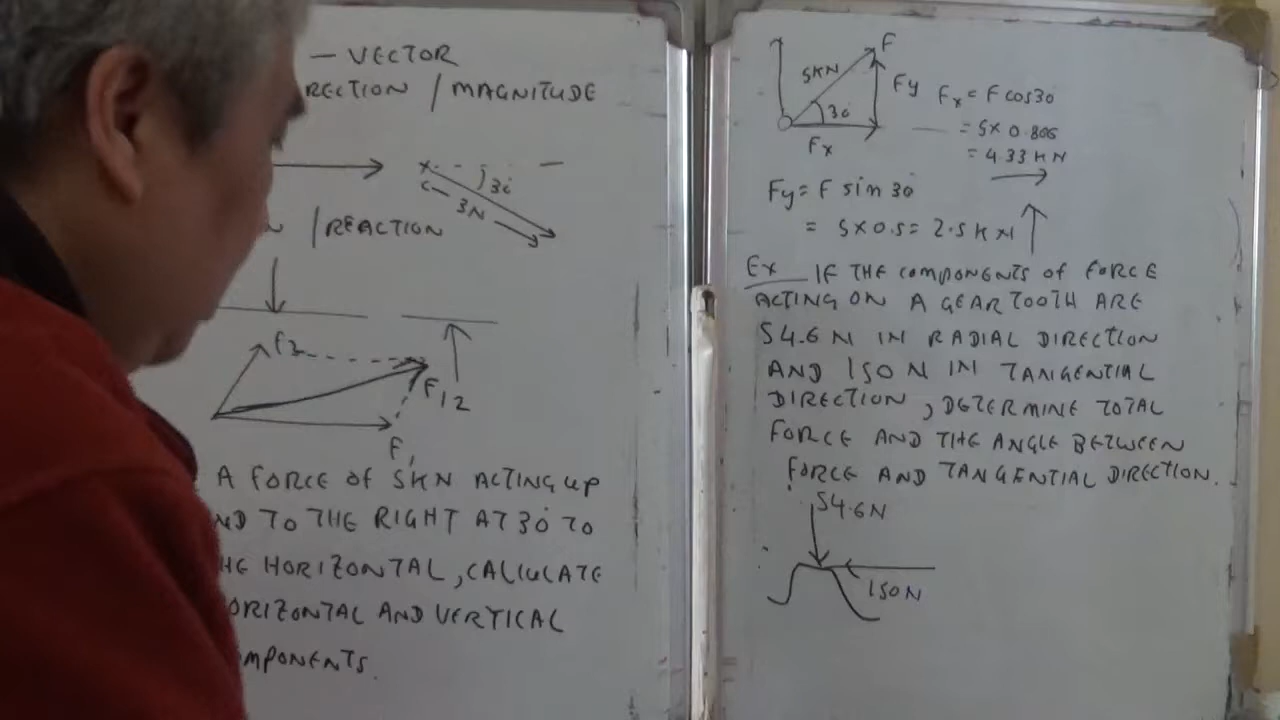 — VECTOR
RECTION / MAGNITUDE
30°
3N
/REACTION
F2
F12
F1
A FORCE OF 5KN ACTING UP
ND TO THE RIGHT AT 30° TO
HE HORIZONTAL, CALCULATE
ORIZONTAL AND VERTICAL
MPONENTS.
F
5KN
Fy
30°
Fx
Fx = F cos30°
= 5x 0.866
= 4.33 KN
Fy = F sin 30°
= 5x0.5 = 2.5 KN
Ex IF THE COMPONENTS OF FORCE
ACTING ON A GEAR TOOTH ARE
54.6 N IN RADIAL DIRECTION
AND 150 N IN TANGENTIAL
DIRECTION, DETERMINE TOTAL
FORCE AND THE ANGLE BETWEEN
FORCE AND TANGENTIAL DIRECTION.
54.6N
150N